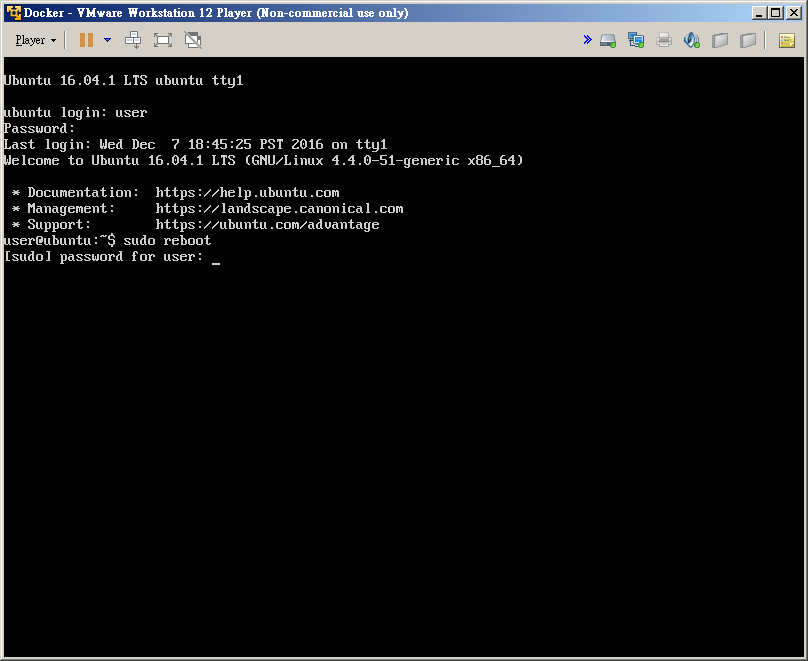 Docker - VMware Workstation 12 Player (Non-commercial use only)
Player
Ubuntu 16.04.1 LTS ubuntu tty1
ubuntu login: user
Password:
Last login: Wed Dec  7 18:45:25 PST 2016 on tty1
Welcome to Ubuntu 16.04.1 LTS (GNU/Linux 4.4.0-51-generic x86_64)
 * Documentation:  https://help.ubuntu.com
 * Management:     https://landscape.canonical.com
 * Support:        https://ubuntu.com/advantage
user@ubuntu:~$ sudo reboot
[sudo] password for user: _